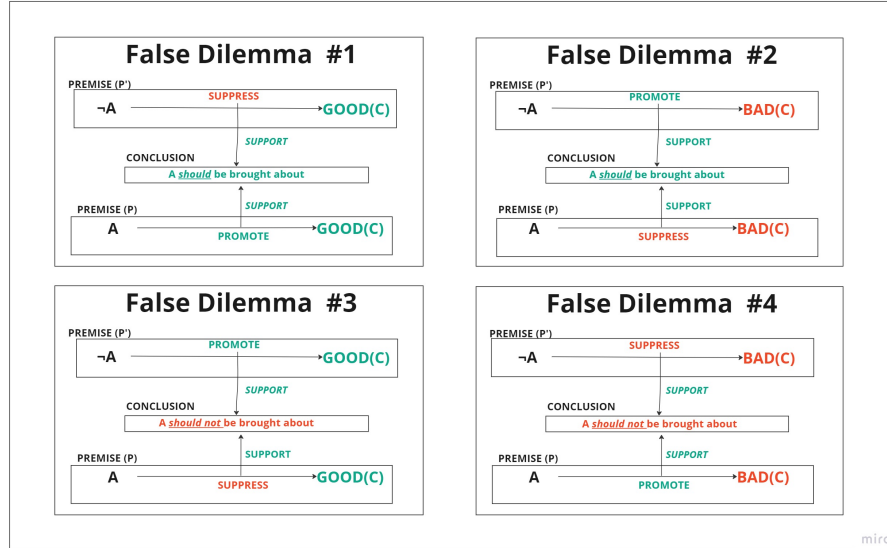 False Dilemma #1
PREMISE (P')
SUPPRESS
¬A GOOD(C)
SUPPORT
CONCLUSION
A should be brought about
SUPPORT
PREMISE (P)
A GOOD(C)
PROMOTE
False Dilemma #2
PREMISE (P')
PROMOTE
¬A BAD(C)
SUPPORT
CONCLUSION
A should be brought about
SUPPORT
PREMISE (P)
A BAD(C)
SUPPRESS
False Dilemma #3
PREMISE (P')
PROMOTE
¬A GOOD(C)
SUPPORT
CONCLUSION
A should not be brought about
SUPPORT
PREMISE (P)
A GOOD(C)
SUPPRESS
False Dilemma #4
PREMISE (P')
SUPPRESS
¬A BAD(C)
SUPPORT
CONCLUSION
A should not be brought about
SUPPORT
PREMISE (P)
A BAD(C)
PROMOTE